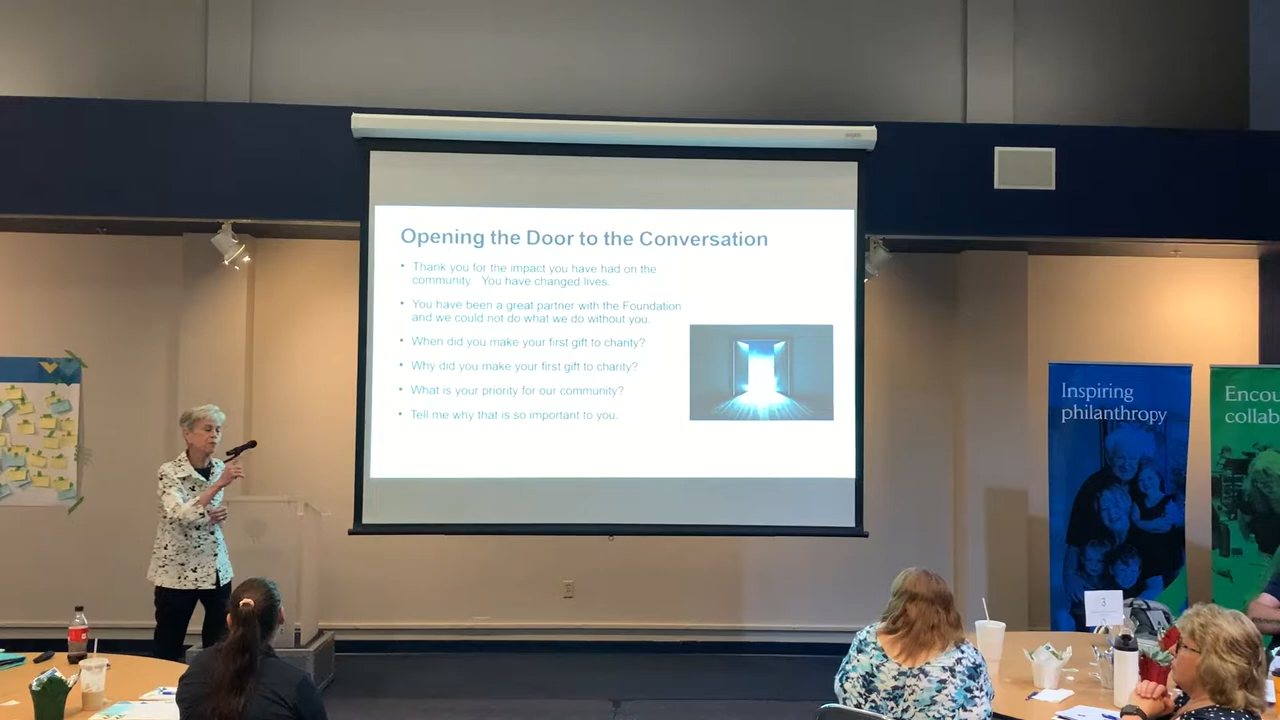 Opening the Door to the Conversation
• Thank you for the impact you have had on the
community. You have changed lives.
• You have been a great partner with the Foundation
and we could not do what we do without you.
• When did you make your first gift to charity?
• Why did you make your first gift to charity?
• What is your priority for our community?
• Tell me why that is so important to you.
Inspiring
philanthropy
3